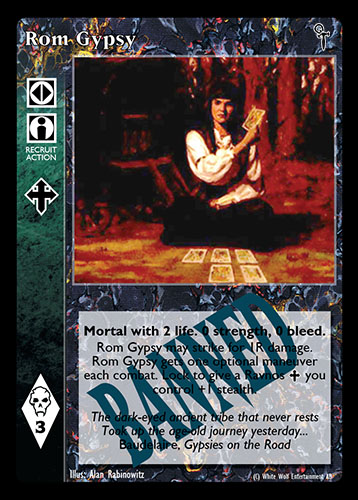 Rom Gypsy
RECRUIT
ACTION
Mortal with 2 life. 0 strength, 0 bleed.
Rom Gypsy may strike for 1R damage.
Rom Gypsy gets one optional maneuver
each combat. Lock to give a Ravnos you
control +1 stealth.
The dark-eyed ancient tribe that never rests
Took up the age-old journey yesterday...
Baudelaire, Gypsies on the Road
BANNED
3
Illus: Alan Rabinowitz
(C) White Wolf Entertainment AB